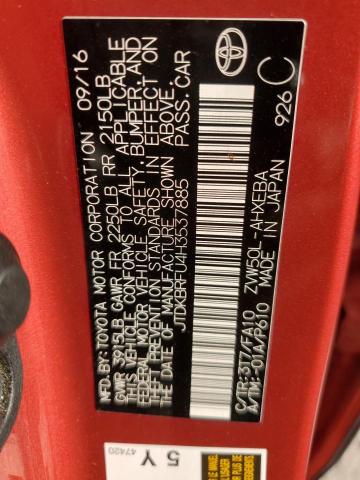 MFD. BY: TOYOTA MOTOR CORPORATION 09/16
GVWR 3915LB GAWR FR 2250LB RR 2150LB
THIS VEHICLE CONFORMS TO ALL APPLICABLE
FEDERAL MOTOR VEHICLE SAFETY, BUMPER, AND
THEFT PREVENTION STANDARDS IN EFFECT ON
THE DATE OF MANUFACTURE SHOWN ABOVE.
JTDKBRFU4H3537885 PASS.CAR
C/TR:3T7/FA10 ZVW50L-AHXEBA 926 C
A/TM:-01A/P610 MADE IN JAPAN
TOYOTA
5 Y
47420